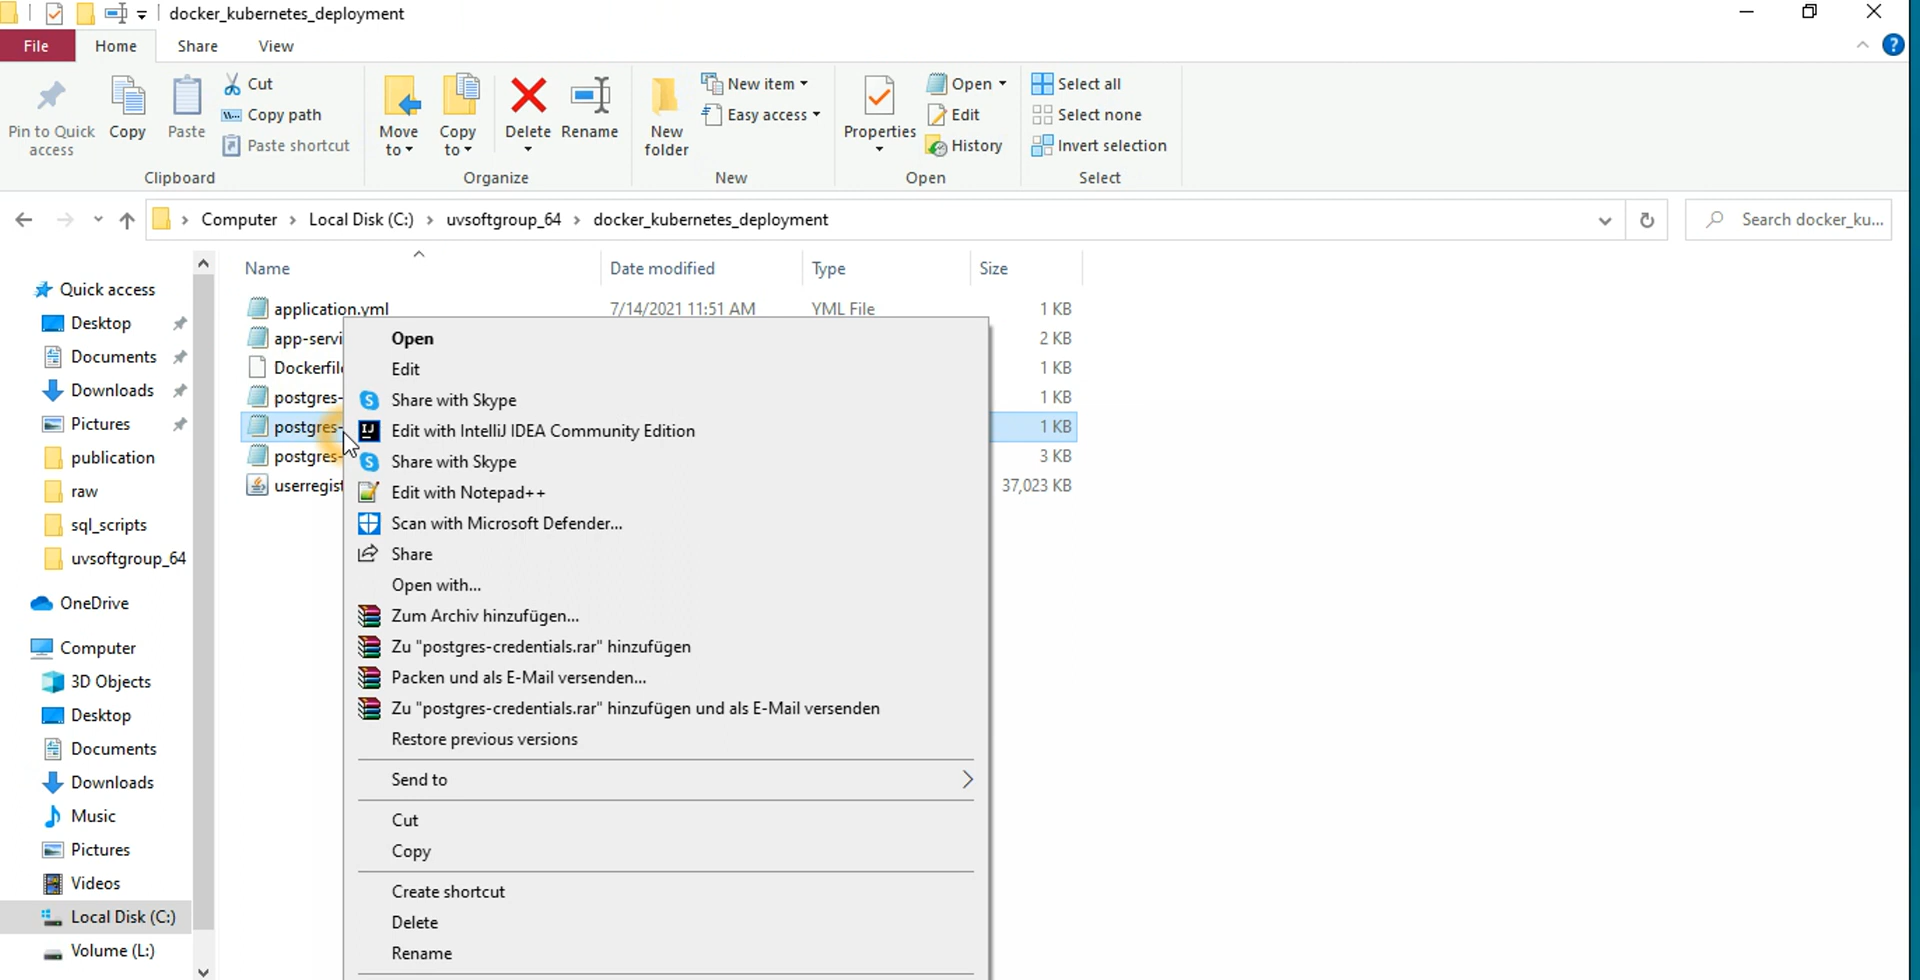 docker_kubernetes_deployment
File Home Share View
Pin to Quick access
Copy
Paste
Cut
Copy path
Paste shortcut
Clipboard
Move to
Copy to
Delete
Rename
Organize
New folder
New item
Easy access
New
Properties
Open
Edit
History
Open
Select all
Select none
Invert selection
Select
Computer Local Disk (C:) uvsoftgroup_64 docker_kubernetes_deployment
Search docker_ku...
Quick access
Desktop
Documents
Downloads
Pictures
publication
raw
sql_scripts
uvsoftgroup_64
OneDrive
Computer
3D Objects
Desktop
Documents
Downloads
Music
Pictures
Videos
Local Disk (C:)
Volume (L:)
Name Date modified Type Size
application.yml 7/14/2021 11:51 AM YML File 1 KB
app-servi 2 KB
Dockerfil 1 KB
postgres- 1 KB
postgres- 1 KB
postgres- 3 KB
userregist 37,023 KB
Open
Edit
Share with Skype
Edit with IntelliJ IDEA Community Edition
Share with Skype
Edit with Notepad++
Scan with Microsoft Defender...
Share
Open with...
Zum Archiv hinzufügen...
Zu "postgres-credentials.rar" hinzufügen
Packen und als E-Mail versenden...
Zu "postgres-credentials.rar" hinzufügen und als E-Mail versenden
Restore previous versions
Send to
Cut
Copy
Create shortcut
Delete
Rename